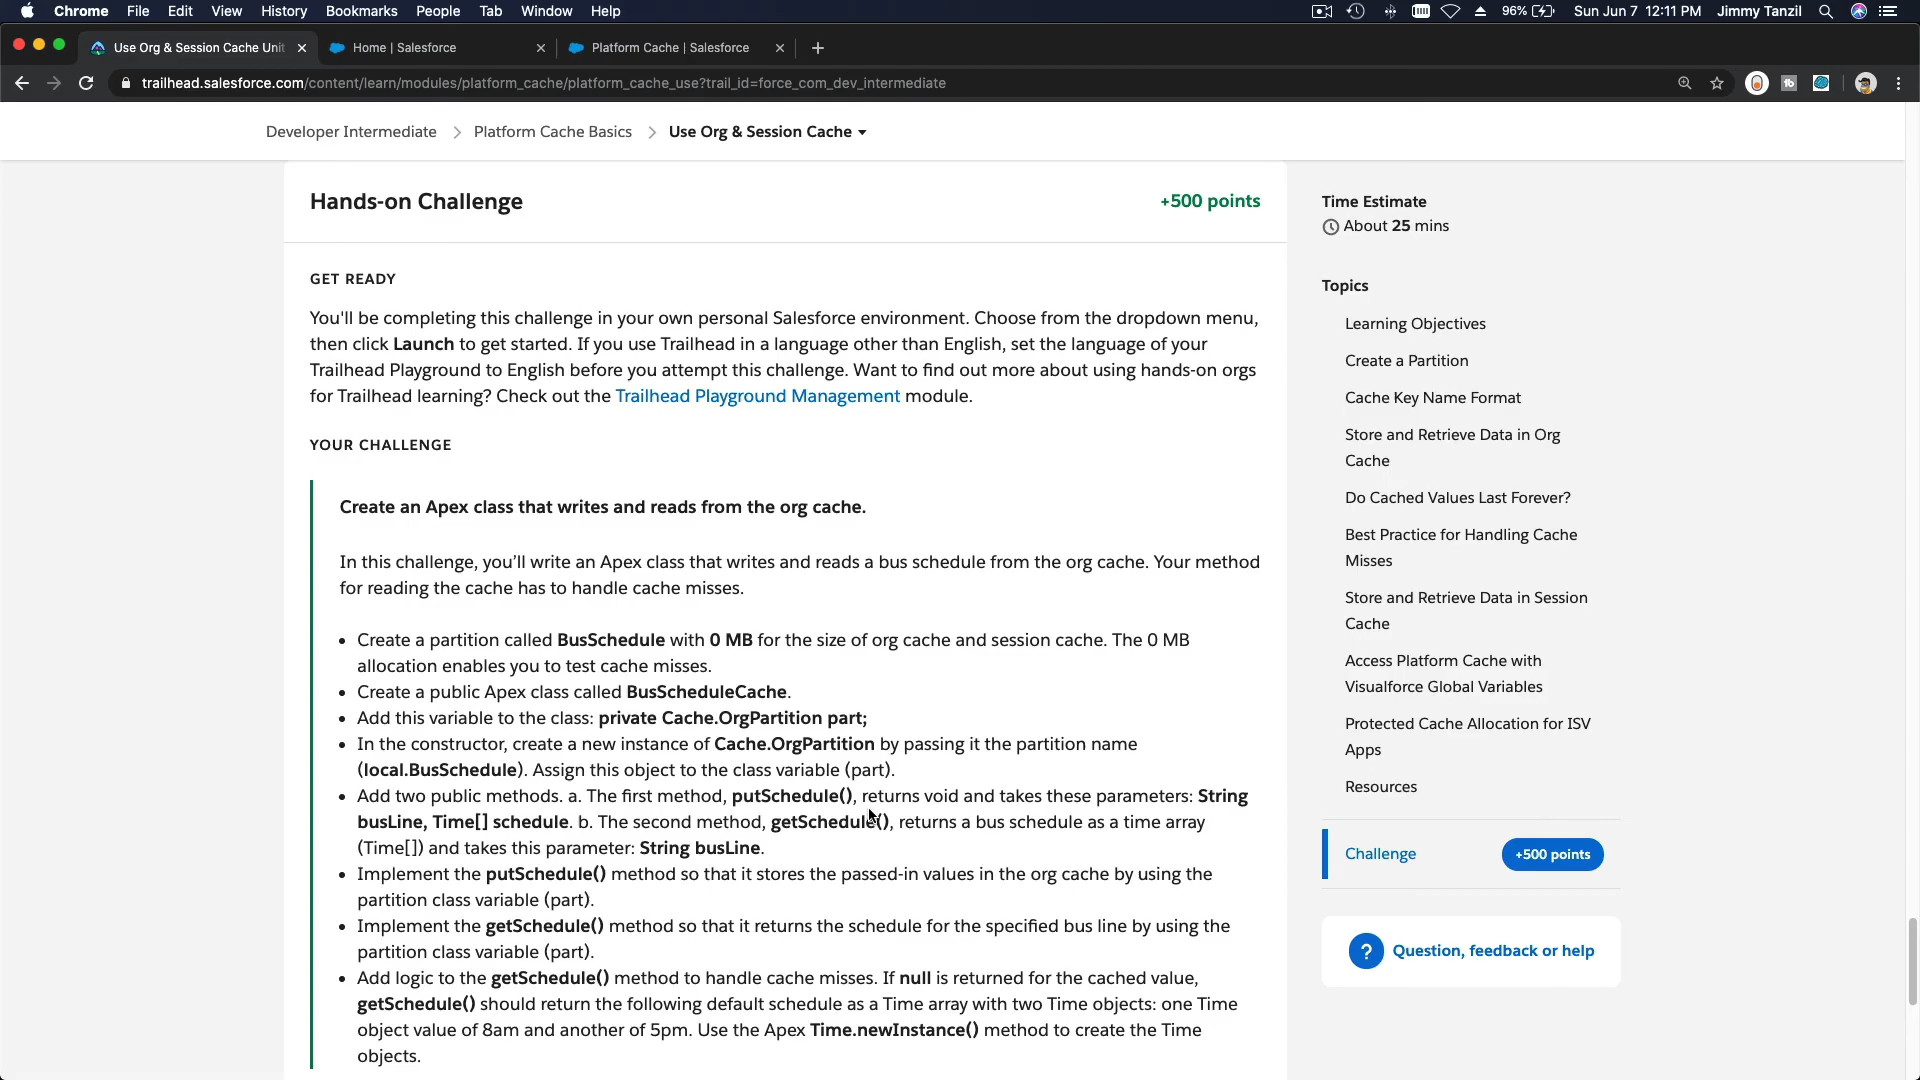 Chrome File Edit View History Bookmarks People Tab Window Help 96% Sun Jun 7 12:11 PM Jimmy Tanzil
Use Org & Session Cache Unit Home | Salesforce Platform Cache | Salesforce
trailhead.salesforce.com/content/learn/modules/platform_cache/platform_cache_use?trail_id=force_com_dev_intermediate
Developer Intermediate Platform Cache Basics Use Org & Session Cache
Hands-on Challenge +500 points
GET READY
You'll be completing this challenge in your own personal Salesforce environment. Choose from the dropdown menu,
then click Launch to get started. If you use Trailhead in a language other than English, set the language of your
Trailhead Playground to English before you attempt this challenge. Want to find out more about using hands-on orgs
for Trailhead learning? Check out the Trailhead Playground Management module.
YOUR CHALLENGE
Create an Apex class that writes and reads from the org cache.
In this challenge, you’ll write an Apex class that writes and reads a bus schedule from the org cache. Your method
for reading the cache has to handle cache misses.
• Create a partition called BusSchedule with 0 MB for the size of org cache and session cache. The 0 MB
allocation enables you to test cache misses.
• Create a public Apex class called BusScheduleCache.
• Add this variable to the class: private Cache.OrgPartition part;
• In the constructor, create a new instance of Cache.OrgPartition by passing it the partition name
(local.BusSchedule). Assign this object to the class variable (part).
• Add two public methods. a. The first method, putSchedule(), returns void and takes these parameters: String
busLine, Time[] schedule. b. The second method, getSchedule(), returns a bus schedule as a time array
(Time[]) and takes this parameter: String busLine.
• Implement the putSchedule() method so that it stores the passed-in values in the org cache by using the
partition class variable (part).
• Implement the getSchedule() method so that it returns the schedule for the specified bus line by using the
partition class variable (part).
• Add logic to the getSchedule() method to handle cache misses. If null is returned for the cached value,
getSchedule() should return the following default schedule as a Time array with two Time objects: one Time
object value of 8am and another of 5pm. Use the Apex Time.newInstance() method to create the Time
objects.
Time Estimate
About 25 mins
Topics
Learning Objectives
Create a Partition
Cache Key Name Format
Store and Retrieve Data in Org
Cache
Do Cached Values Last Forever?
Best Practice for Handling Cache
Misses
Store and Retrieve Data in Session
Cache
Access Platform Cache with
Visualforce Global Variables
Protected Cache Allocation for ISV
Apps
Resources
Challenge +500 points
? Question, feedback or help